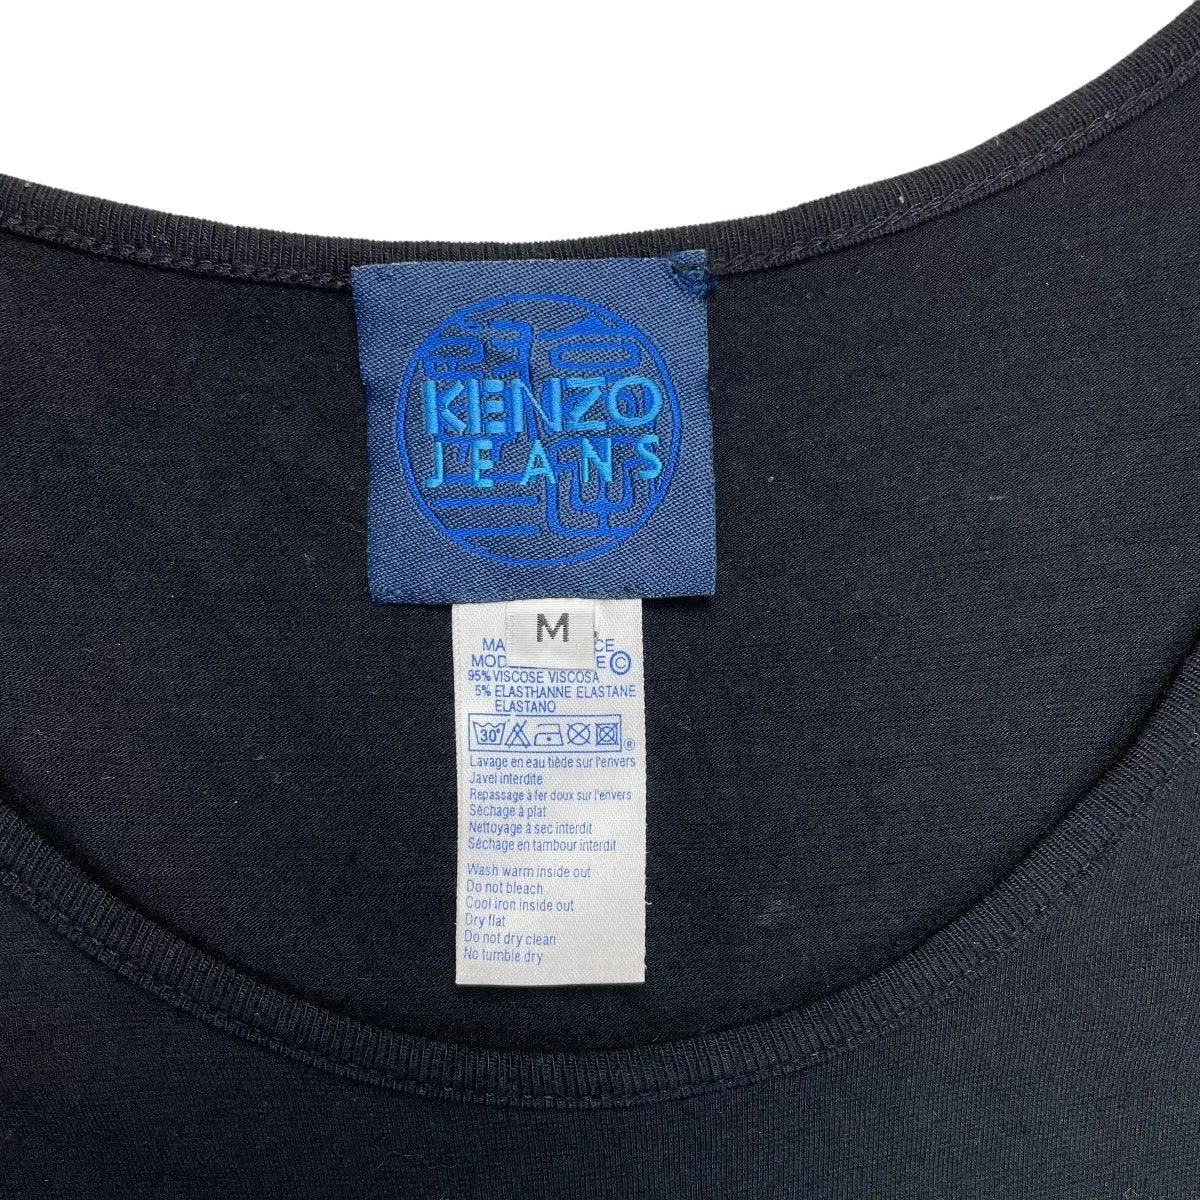 KENZO
JEANS
M
95% VISCOSE VISCOSA
5% ELASTHANNE ELASTANE
ELASTANO
30°
Lavage en eau tiède sur l'envers
Javel interdite
Repassage à fer doux sur l'envers
Séchage à plat
Nettoyage à sec interdit
Séchage en tambour interdit
Wash warm inside out
Do not bleach
Cool iron inside out
Dry flat
Do not dry clean
No tumble dry